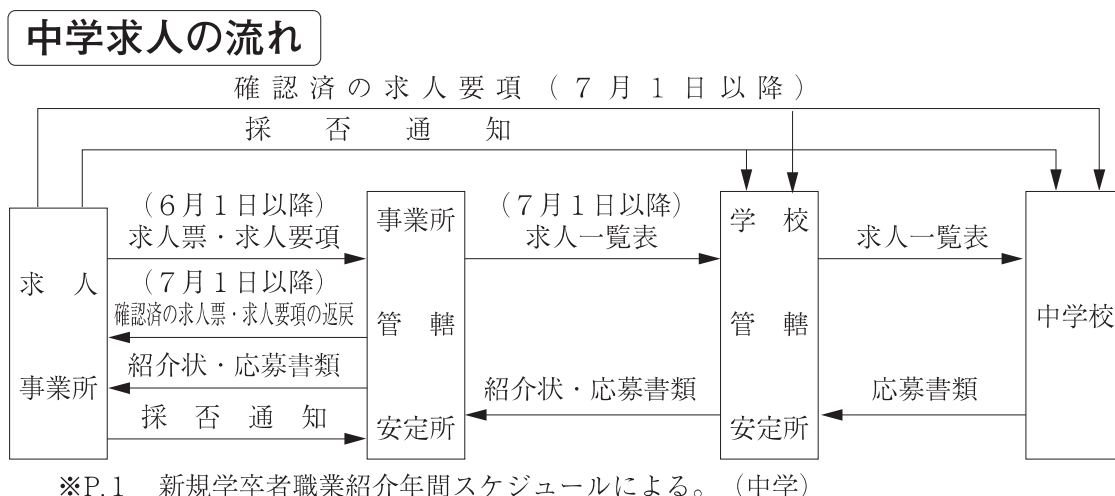 中学求人の流れ
確認済の求人要項（7月1日以降）
採否通知
（6月1日以降）
求人票・求人要項
（7月1日以降）
確認済の求人票・求人要項の返戻
紹介状・応募書類
採否通知
求人
事業所
事業所
管轄
安定所
（7月1日以降）
求人一覧表
紹介状・応募書類
学校
管轄
安定所
求人一覧表
応募書類
中学校
※P.1　新規学卒者職業紹介年間スケジュールによる。（中学）